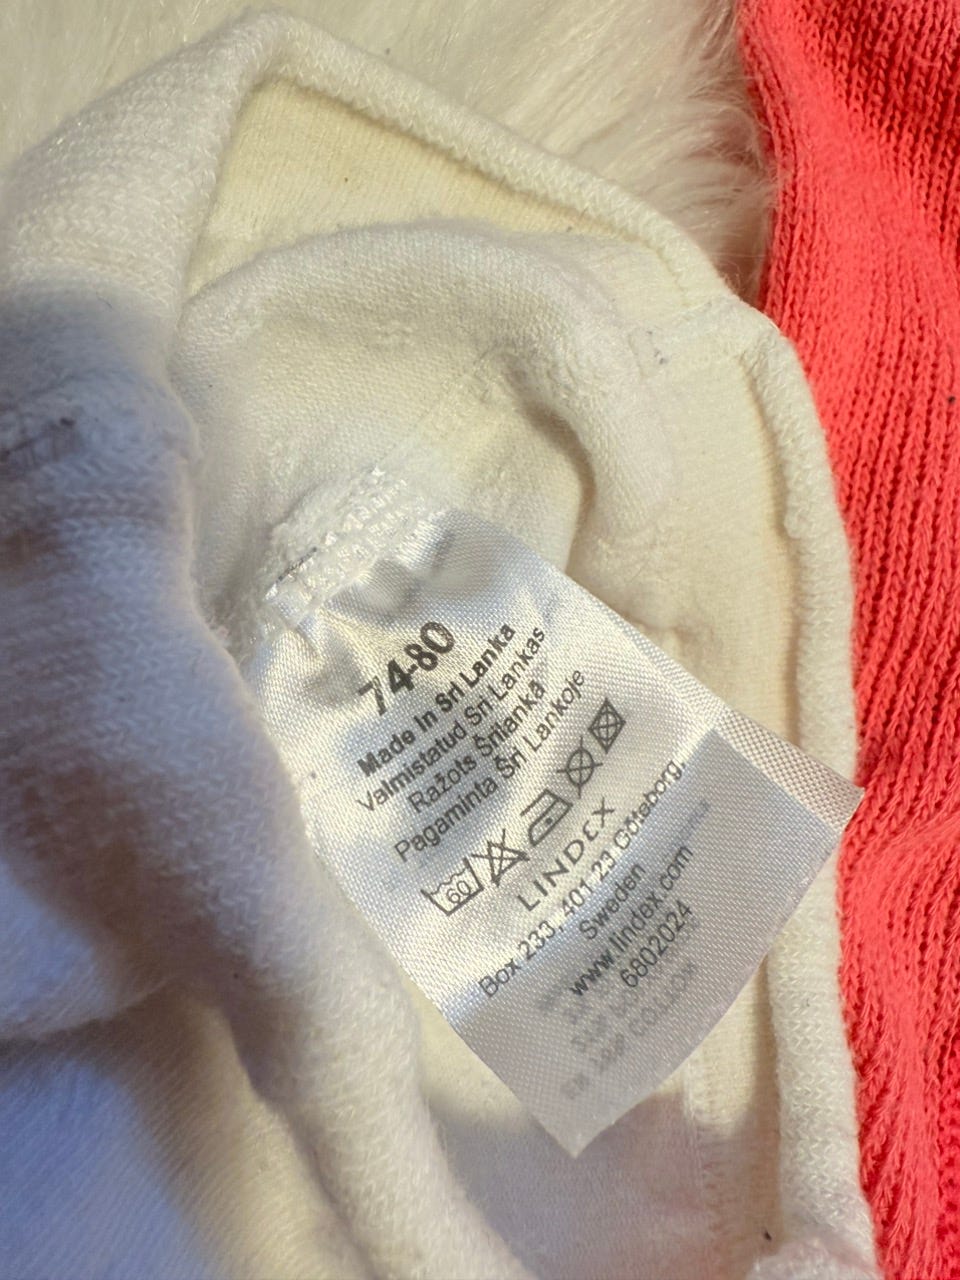 74-80
Made In Sri Lanka
Valmistatud Sri Lankas
Ražots Šrilankā
Pagaminta Šri Lankoje
60
LINDEX
Box 233, 401 23 Göteborg,
Sweden
www.lindex.com
6802024